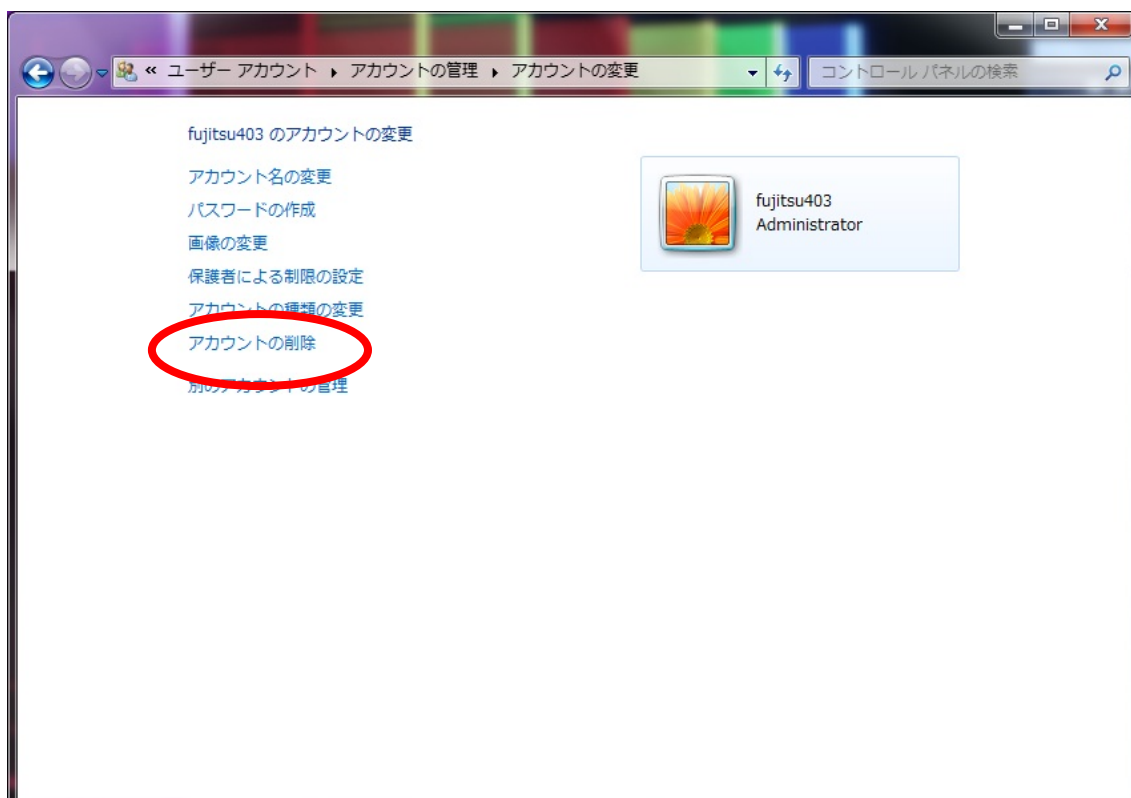 « ユーザー アカウント ▸ アカウントの管理 ▸ アカウントの変更
コントロール パネルの検索
fujitsu403 のアカウントの変更
アカウント名の変更
パスワードの作成
画像の変更
保護者による制限の設定
アカウントの種類の変更
アカウントの削除
別のアカウントの管理
fujitsu403
Administrator